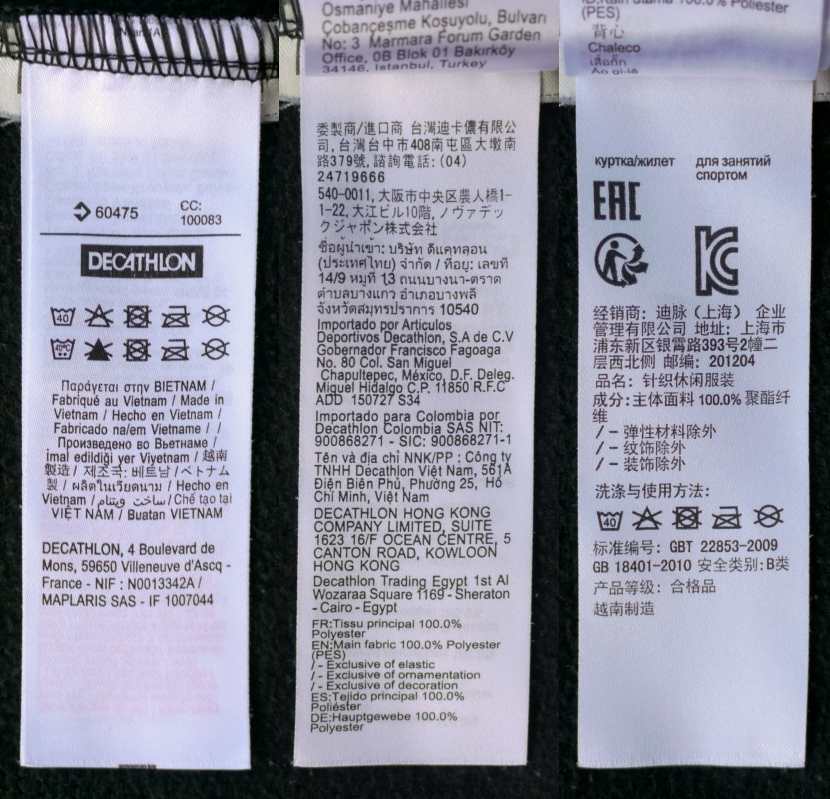 60475
CC:
100083
DECATHLON
40
40°C
Παράγεται στην ΒΙΕΤΝΑΜ /
Fabriqué au Vietnam / Made in
Vietnam / Hecho en Vietnam /
Fabricado na/em Vietname / /
Произведено во Вьетнаме /
imal edildiği yer Viyetnam / 越南
製造 / 제조국: 베트남 / ベトナム
製 / ผลิตในเวียดนาม / Hecho en
Vietnam / ساخت ویتنام / Chế tạo tại
VIỆT NAM / Buatan VIETNAM
DECATHLON, 4 Boulevard de
Mons, 59650 Villeneuve d'Ascq -
France - NIF : N0013342A /
MAPLARIS SAS - IF 1007044
Osmaniye Mahallesi
Çobançeşme Koşuyolu, Bulvarı
No: 3 Marmara Forum Garden
Office, 0B Blok 01 Bakırköy
34146, Istanbul, Turkey
委製商/進口商 台灣迪卡儂有限公
司, 台灣台中市408南屯區大墩南
路379號, 諮詢電話: (04)
24719666
540-0011, 大阪市中央区農人橋1-
1-22, 大江ビル10階, ノヴァデッ
クジャポン株式会社
ชื่อผู้นำเข้า: บริษัท ดีแคทลอน
(ประเทศไทย) จำกัด / ที่อยู่: เลขที่
14/9 หมู่ที่ 13 ถนนบางนา-ตราด
ตำบลบางแกว อำเภอบางพลี
จังหวัดสมุทรปราการ 10540
Importado por Articulos
Deportivos Decathlon, S.A de C.V
Gobernador Francisco Fagoaga
No. 80 Col. San Miguel
Chapultepec, México, D.F. Deleg.
Miguel Hidalgo C.P. 11850 R.F.C
ADD 150727 S34
Importado para Colombia por
Decathlon Colombia SAS NIT:
900868271 - SIC: 900868271-1
Tên và địa chỉ NNK/PP : Công ty
TNHH Decathlon Việt Nam, 561A
Điện Biên Phủ, Phường 25, Hồ
Chí Minh, Việt Nam
DECATHLON HONG KONG
COMPANY LIMITED, SUITE
1623 16/F OCEAN CENTRE, 5
CANTON ROAD, KOWLOON
HONG KONG
Decathlon Trading Egypt 1st Al
Wozaraa Square 1169 - Sheraton
- Cairo - Egypt
FR:Tissu principal 100.0%
Polyester
EN:Main fabric 100.0% Polyester
(PES)
/ - Exclusive of elastic
/ - Exclusive of ornamentation
/ - Exclusive of decoration
ES:Tejido principal 100.0%
Poliéster
DE:Hauptgewebe 100.0%
Polyester
ID:Kain utama 100.0% Poliester
(PES)
背心
Chaleco
เสื้อกั๊ก
Áo gi-lê
куртка/жилет для занятий
спортом
EAC
经销商: 迪脉（上海） 企业
管理有限公司 地址: 上海市
浦东新区银霄路393号2幢二
层西北侧 邮编: 201204
品名: 针织休闲服装
成分:主体面料 100.0% 聚酯纤
维
/ - 弹性材料除外
/ - 纹饰除外
/ - 装饰除外
洗涤与使用方法:
40
标准编号: GBT 22853-2009
GB 18401-2010 安全类别:B类
产品等级: 合格品
越南制造